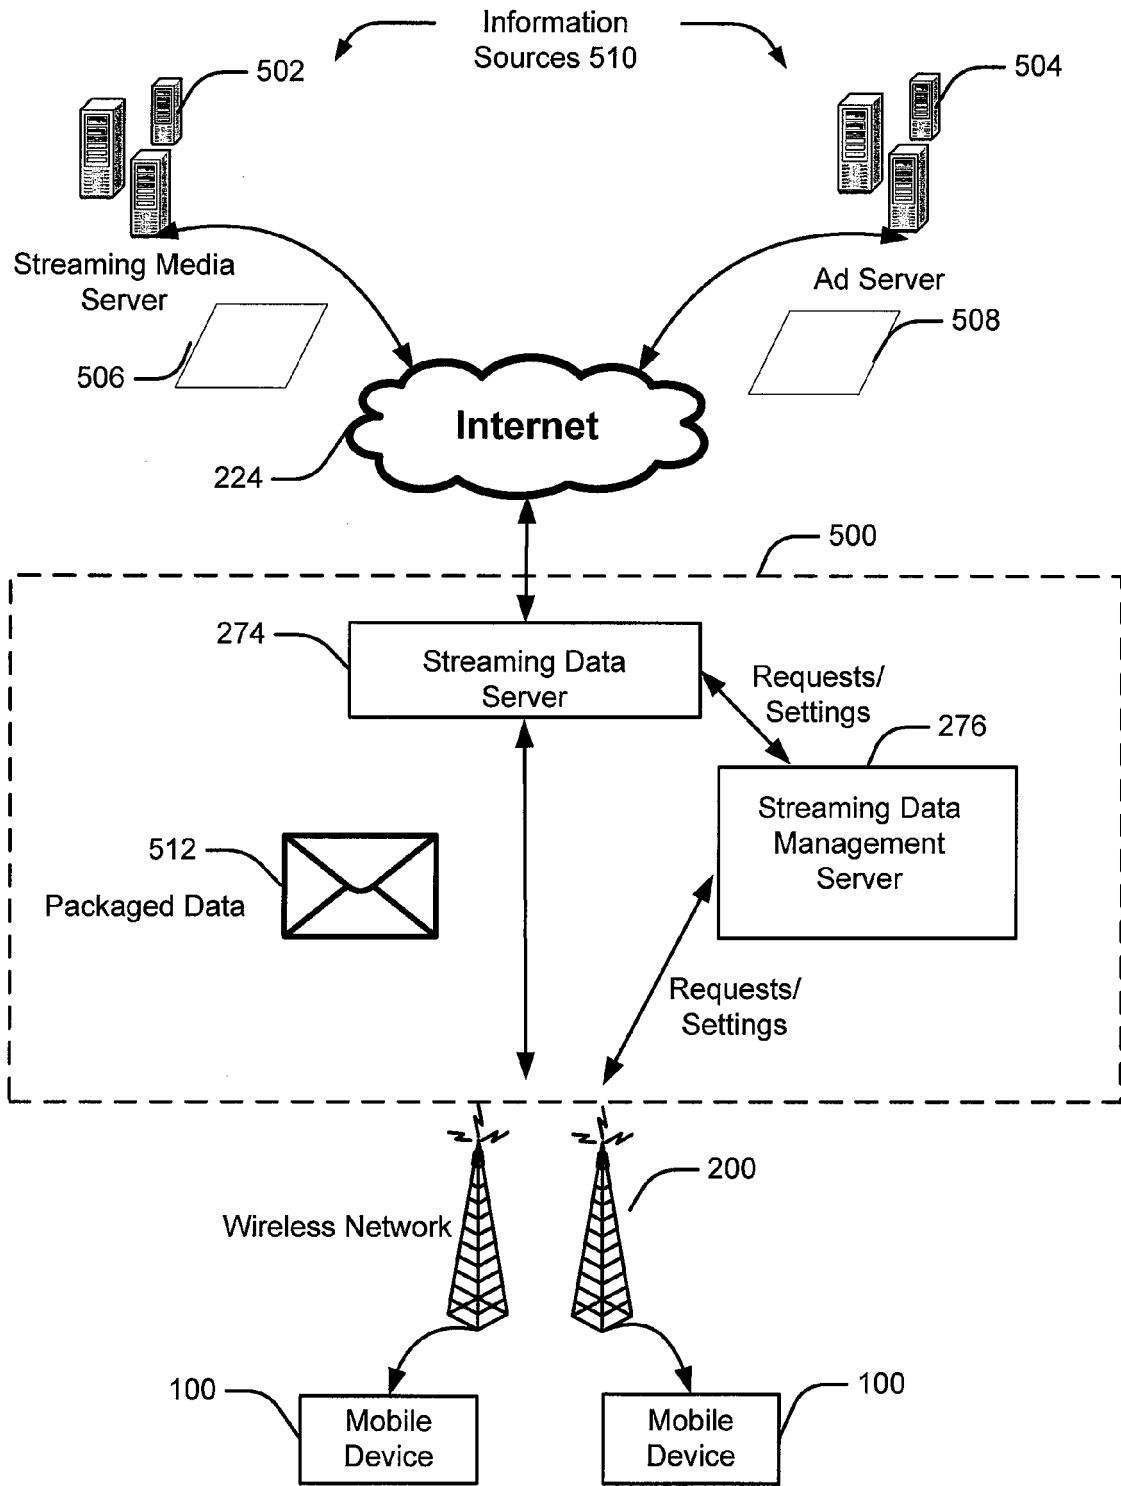 Information
Sources 510
502
504
Streaming Media
Server
Ad Server
506
508
Internet
224
500
274
Streaming Data
Server
Requests/
Settings
276
Streaming Data
Management
Server
512
Packaged Data
Requests/
Settings
200
Wireless Network
100
Mobile
Device
Mobile
Device
100